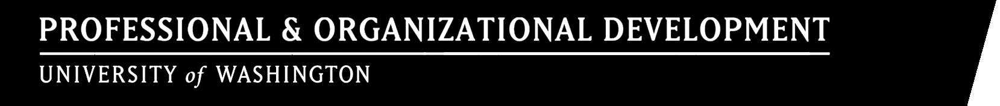 PROFESSIONAL & ORGANIZATIONAL DEVELOPMENT
UNIVERSITY of WASHINGTON